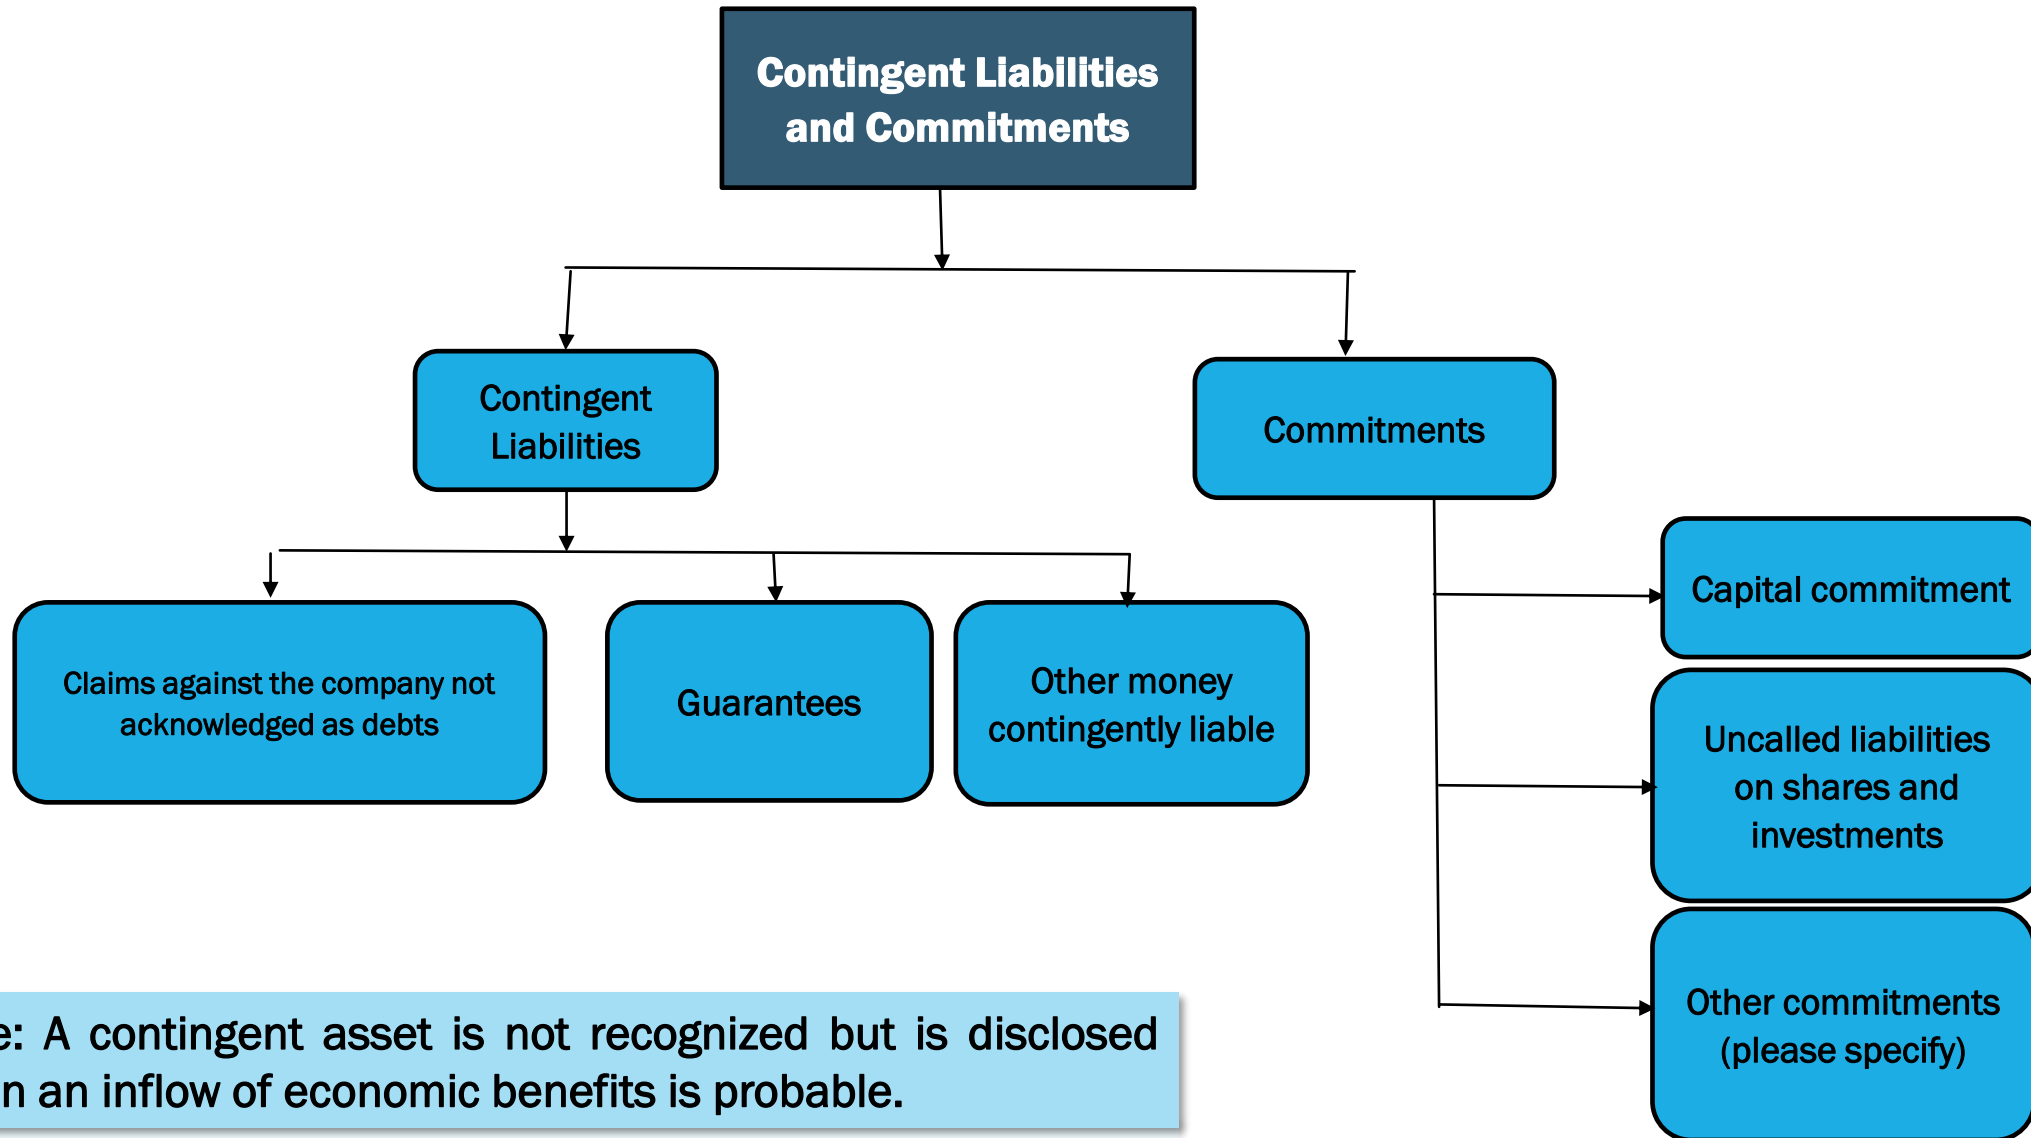 Contingent Liabilities
and Commitments
Contingent
Liabilities
Commitments
Claims against the company not
acknowledged as debts
Guarantees
Other money
contingently liable
Capital commitment
Uncalled liabilities
on shares and
investments
Other commitments
(please specify)
A contingent asset is not recognized but is disclosed
an inflow of economic benefits is probable.